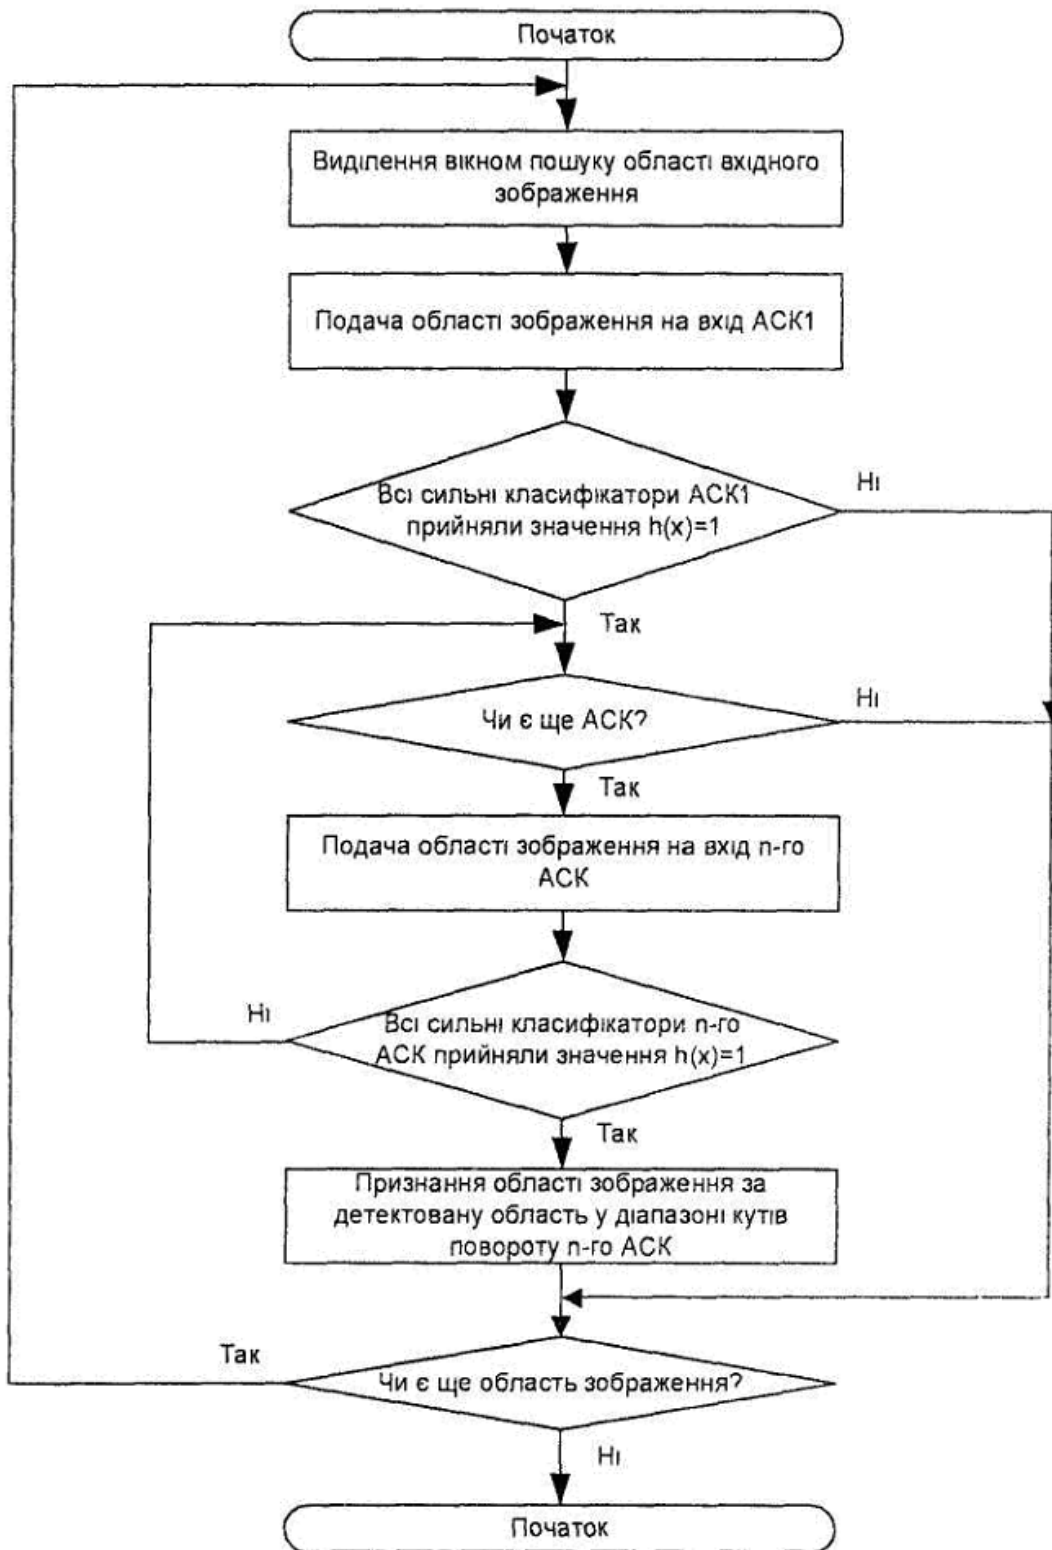 Початок
Виділення вікном пошуку області вхідного
зображення
Подача області зображення на вхід АСК1
Ні
Всі сильні класифікатори АСК1
прийняли значення h(x)=1
Так
Ні
Чи є ще АСК?
Так
Подача області зображення на вхід n-го
АСК
Ні
Всі сильні класифікатори n-го
АСК прийняли значення h(x)=1
Так
Признання області зображення за
детектовану область у діапазоні кутів
повороту n-го АСК
Так
Чи є ще область зображення?
Ні
Початок